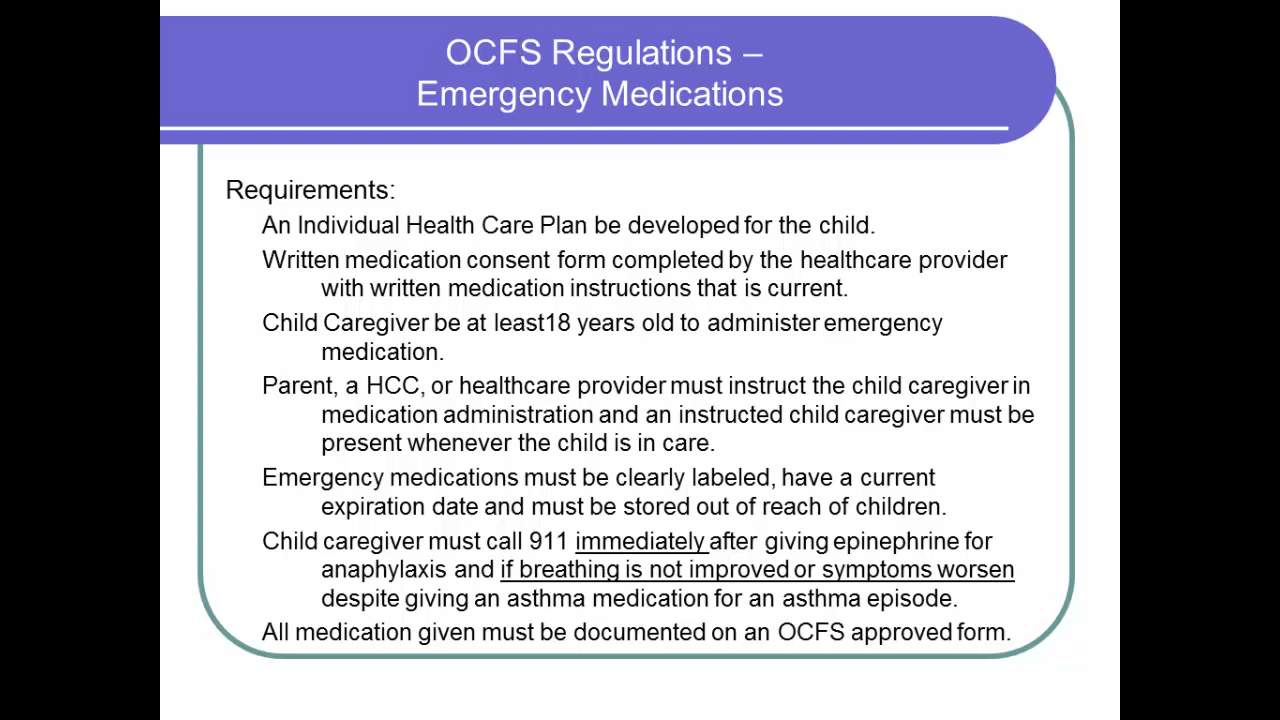 OCFS Regulations –
Emergency Medications
Requirements:
An Individual Health Care Plan be developed for the child.
Written medication consent form completed by the healthcare provider
with written medication instructions that is current.
Child Caregiver be at least18 years old to administer emergency
medication.
Parent, a HCC, or healthcare provider must instruct the child caregiver in
medication administration and an instructed child caregiver must be
present whenever the child is in care.
Emergency medications must be clearly labeled, have a current
expiration date and must be stored out of reach of children.
Child caregiver must call 911 immediately after giving epinephrine for
anaphylaxis and if breathing is not improved or symptoms worsen
despite giving an asthma medication for an asthma episode.
All medication given must be documented on an OCFS approved form.